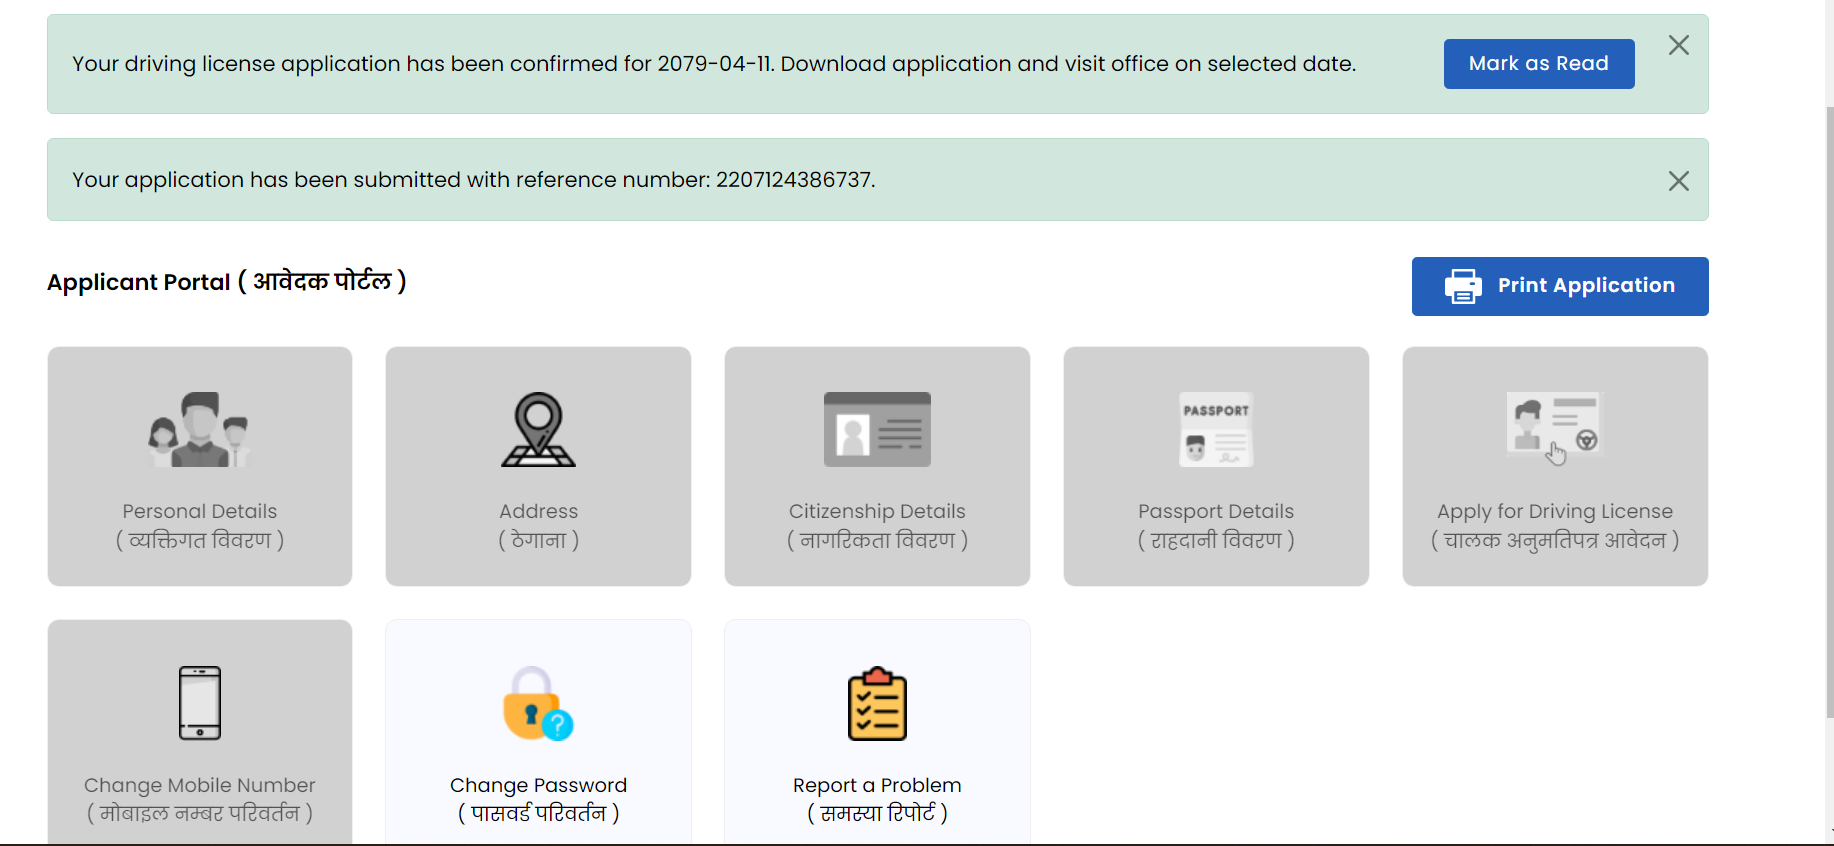 Your driving license application has been confirmed for 2079-04-11. Download application and visit office on selected date.
Mark as Read
Your application has been submitted with reference number: 2207124386737.
Applicant Portal ( आवेदक पोर्टल )
Print Application
PASSPORT
Personal Details
( व्यक्तिगत विवरण )
Address
( ठेगाना )
Citizenship Details
( नागरिकता विवरण )
Passport Details
( राहदानी विवरण )
Apply for Driving License
( चालक अनुमतिपत्र आवेदन )
Change Mobile Number
( मोबाइल नम्बर परिवर्तन )
Change Password
( पासवर्ड परिवर्तन )
Report a Problem
( समस्या रिपोर्ट )